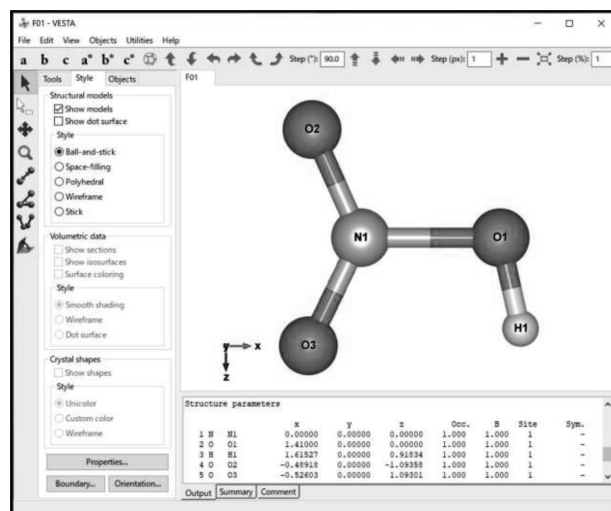 F01 - VESTA
File Edit View Objects Utilities Help
a b c a* b* c* Step (°): 90.0 Step (px): 1 Step (%): 1
Tools Style Objects
F01
Structural models
Show models
Show dot surface
Style
Ball-and-stick
Space-filling
Polyhedral
Wireframe
Stick
Volumetric data
Show sections
Show isosurfaces
Surface coloring
Style
Smooth shading
Wireframe
Dot surface
Crystal shapes
Show shapes
Style
Unicolor
Custom color
Wireframe
Properties...
Boundary... Orientation...
O2
N1
O1
H1
O3
y x
z
Structure parameters
x y z Occ. B Site Sym.
1 N N1 0.00000 0.00000 0.00000 1.000 1.000 1 -
2 O O1 1.41000 0.00000 0.00000 1.000 1.000 1 -
3 H H1 1.61527 0.00000 0.91834 1.000 1.000 1 -
4 O O2 -0.48918 0.00000 -1.09358 1.000 1.000 1 -
5 O O3 -0.52603 0.00000 1.09301 1.000 1.000 1 -
Output Summary Comment